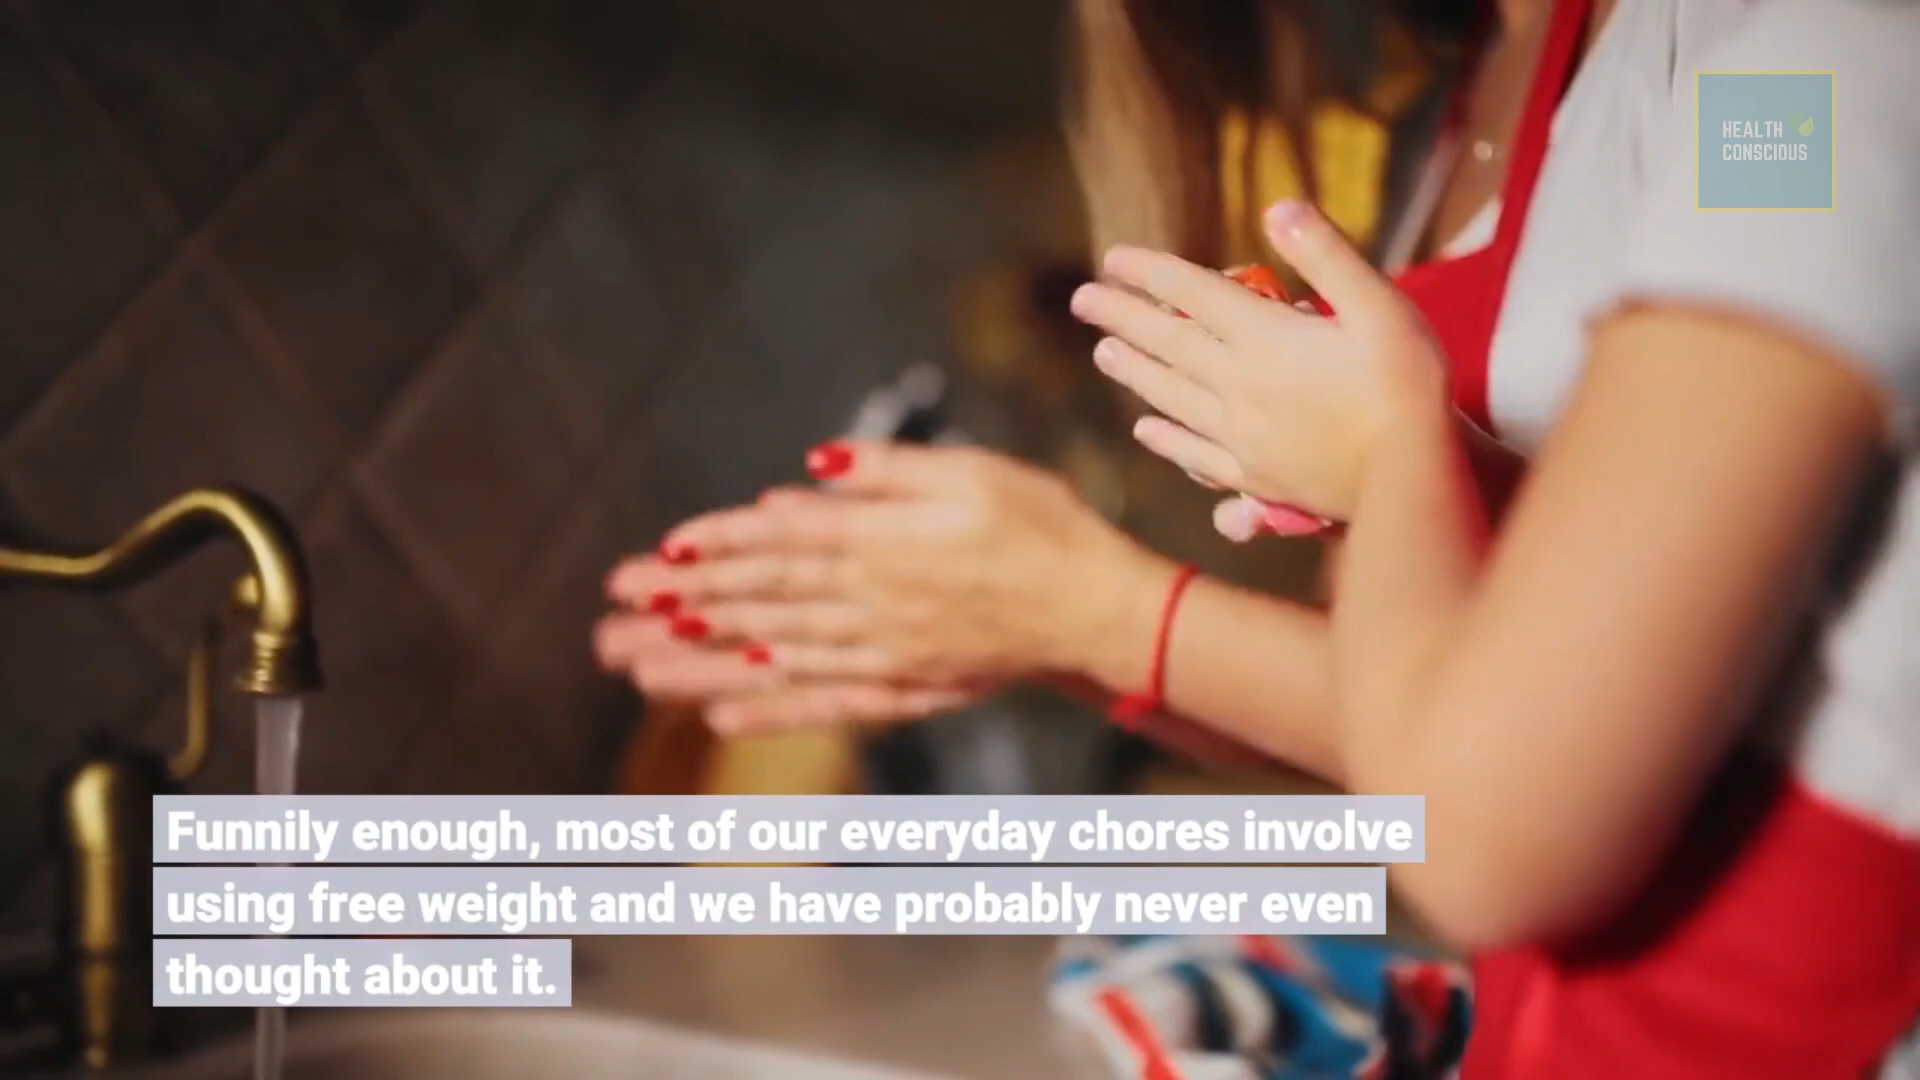 HEALTH
CONSCIOUS
Funnily enough, most of our everyday chores involve
using free weight and we have probably never even
thought about it.